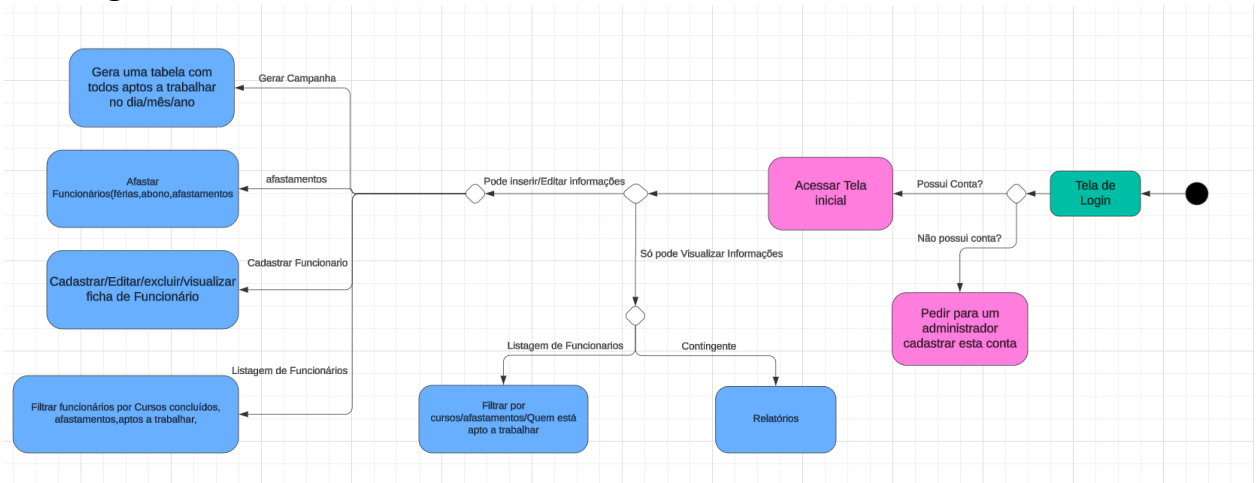 Gera uma tabela com
todos aptos a trabalhar
no dia/mês/ano
Gerar Campanha
Afastar
Funcionários(férias,abono,afastamentos
afastamentos
Pode inserir/Editar informações
Acessar Tela
inicial
Possui Conta?
Tela de
Login
Não possui conta?
Só pode Visualizar Informações
Cadastrar Funcionario
Cadastrar/Editar/excluir/visualizar
ficha de Funcionário
Pedir para um
administrador
cadastrar esta conta
Listagem de Funcionarios
Contingente
Listagem de Funcionários
Filtrar funcionários por Cursos concluídos,
afastamentos,aptos a trabalhar,
Filtrar por
cursos/afastamentos/Quem está
apto a trabalhar
Relatórios